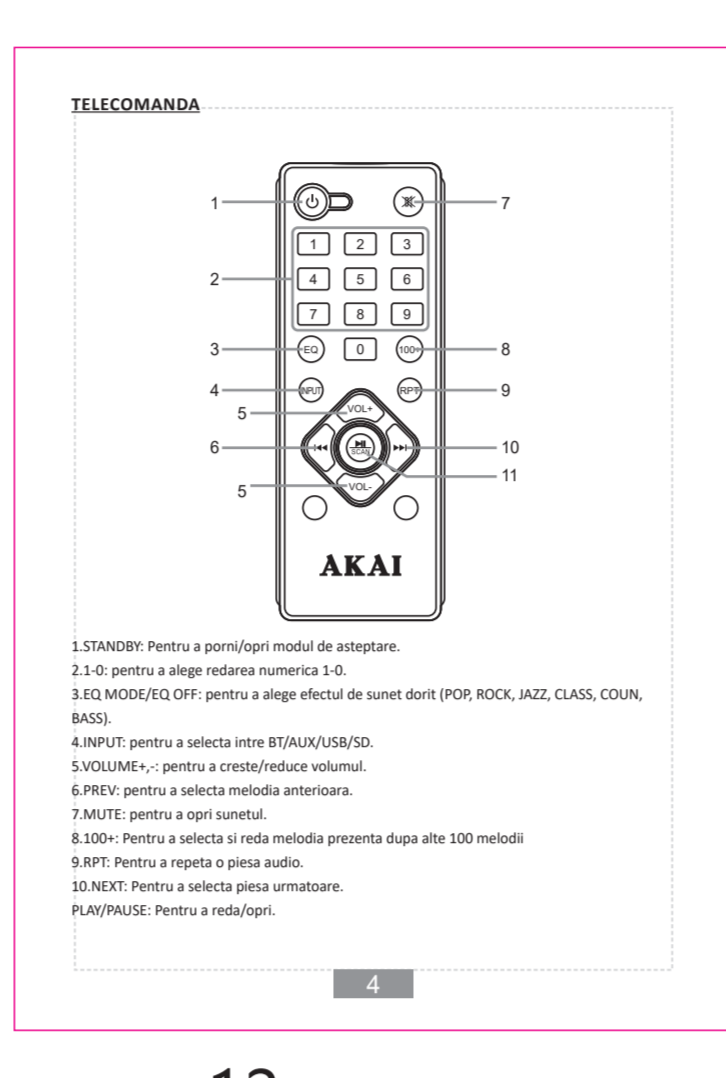 TELECOMANDA
1
7
1 2 3
2
4 5 6
7 8 9
3
EQ
0
100+
8
4
INPUT
RPT
9
5
VOL+
6
SCAN
10
11
5
VOL-
AKAI
1.STANDBY: Pentru a porni/opri modul de asteptare.
2.1-0: pentru a alege redarea numerica 1-0.
3.EQ MODE/EQ OFF: pentru a alege efectul de sunet dorit (POP, ROCK, JAZZ, CLASS, COUN,
BASS).
4.INPUT: pentru a selecta intre BT/AUX/USB/SD.
5.VOLUME+,-: pentru a creste/reduce volumul.
6.PREV: pentru a selecta melodia anterioara.
7.MUTE: pentru a opri sunetul.
8.100+: Pentru a selecta si reda melodia prezenta dupa alte 100 melodii
9.RPT: Pentru a repeta o piesa audio.
10.NEXT: Pentru a selecta piesa urmatoare.
PLAY/PAUSE: Pentru a reda/opri.
4